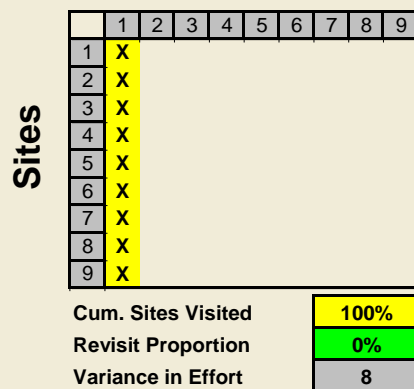 1 2 3 4 5 6 7 8 9
Sites
1 X
2 X
3 X
4 X
5 X
6 X
7 X
8 X
9 X
Cum. Sites Visited 100%
Revisit Proportion 0%
Variance in Effort 8